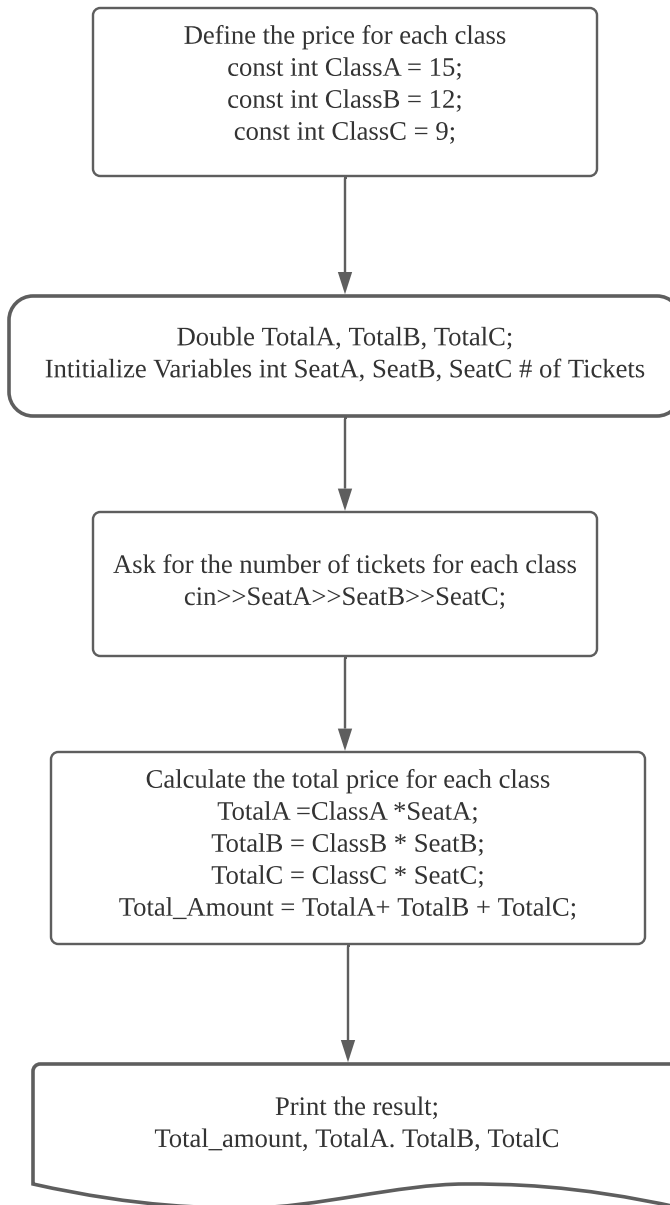 Define the price for each class
const int ClassA = 15;
const int ClassB = 12;
const int ClassC = 9;
Double TotalA, TotalB, TotalC;
Intitialize Variables int SeatA, SeatB, SeatC # of Tickets
Ask for the number of tickets for each class
cin>>SeatA>>SeatB>>SeatC;
Calculate the total price for each class
TotalA =ClassA *SeatA;
TotalB = ClassB * SeatB;
TotalC = ClassC * SeatC;
Total_Amount = TotalA+ TotalB + TotalC;
Print the result;
Total_amount, TotalA. TotalB, TotalC